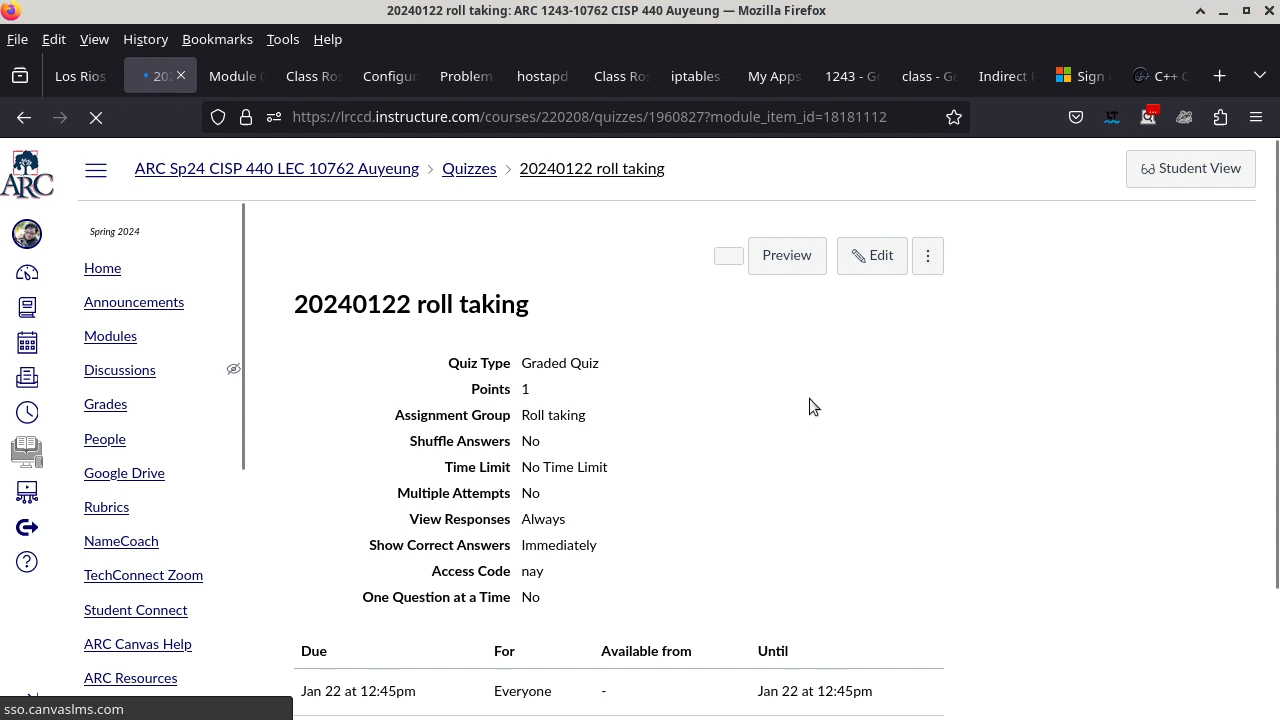 20240122 roll taking: ARC 1243-10762 CISP 440 Auyeung — Mozilla Firefox
File Edit View History Bookmarks Tools Help
Los Rios 202 Module Class Ros Configur Problem hostapd Class Ros iptables My Apps 1243 - Go class - Go Indirect Sign i C++ C
https://lrccd.instructure.com/courses/220208/quizzes/1960827?module_item_id=18181112
ARC
ARC Sp24 CISP 440 LEC 10762 Auyeung > Quizzes > 20240122 roll taking
Student View
Spring 2024
Home
Announcements
Modules
Discussions
Grades
People
Google Drive
Rubrics
NameCoach
TechConnect Zoom
Student Connect
ARC Canvas Help
ARC Resources
Preview Edit
20240122 roll taking
Quiz Type Graded Quiz
Points 1
Assignment Group Roll taking
Shuffle Answers No
Time Limit No Time Limit
Multiple Attempts No
View Responses Always
Show Correct Answers Immediately
Access Code nay
One Question at a Time No
Due For Available from Until
Jan 22 at 12:45pm Everyone - Jan 22 at 12:45pm
sso.canvaslms.com